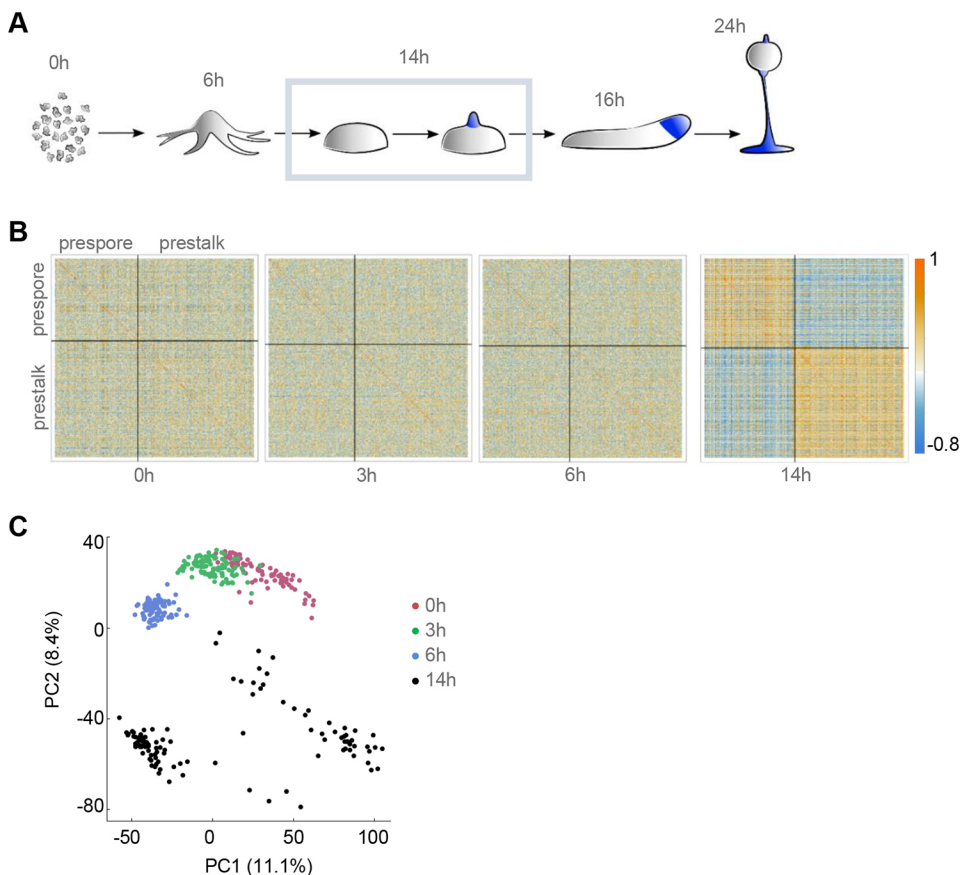 A
0h
6h
14h
16h
24h
B
prespore prestalk
prespore
prestalk
1
-0.8
0h
3h
6h
14h
C
40
0
-40
-80
PC2 (8.4%)
-50
0
50
100
PC1 (11.1%)
0h
3h
6h
14h